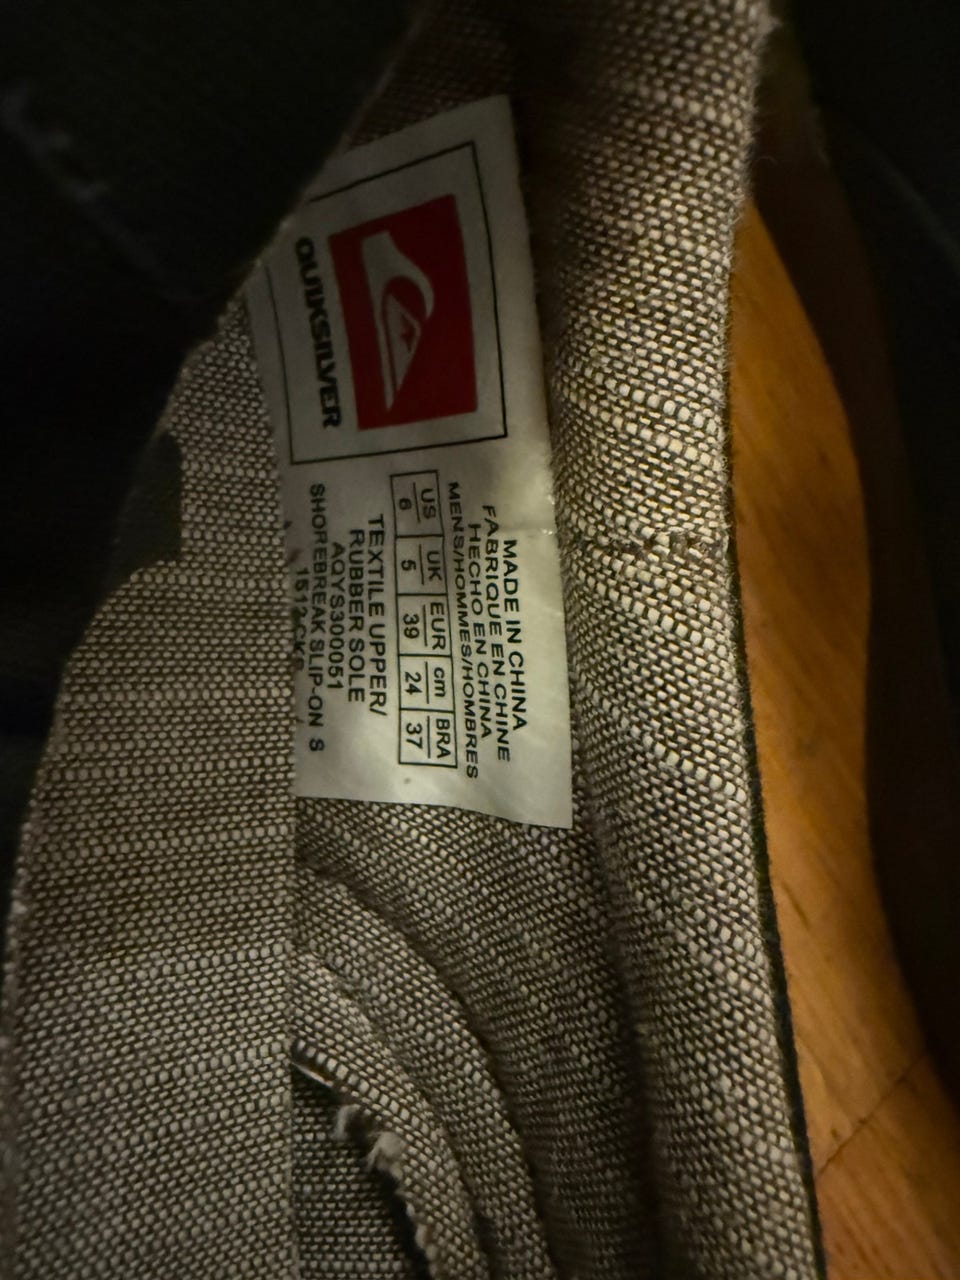 QUIKSILVER
MADE IN CHINA
FABRIQUE EN CHINE
HECHO EN CHINA
MENS/HOMMES/HOMBRES
US UK EUR cm BRA
6 5 39 24 37
TEXTILE UPPER/
RUBBER SOLE
AQYS300051
SHOREBREAK SLIP-ON S